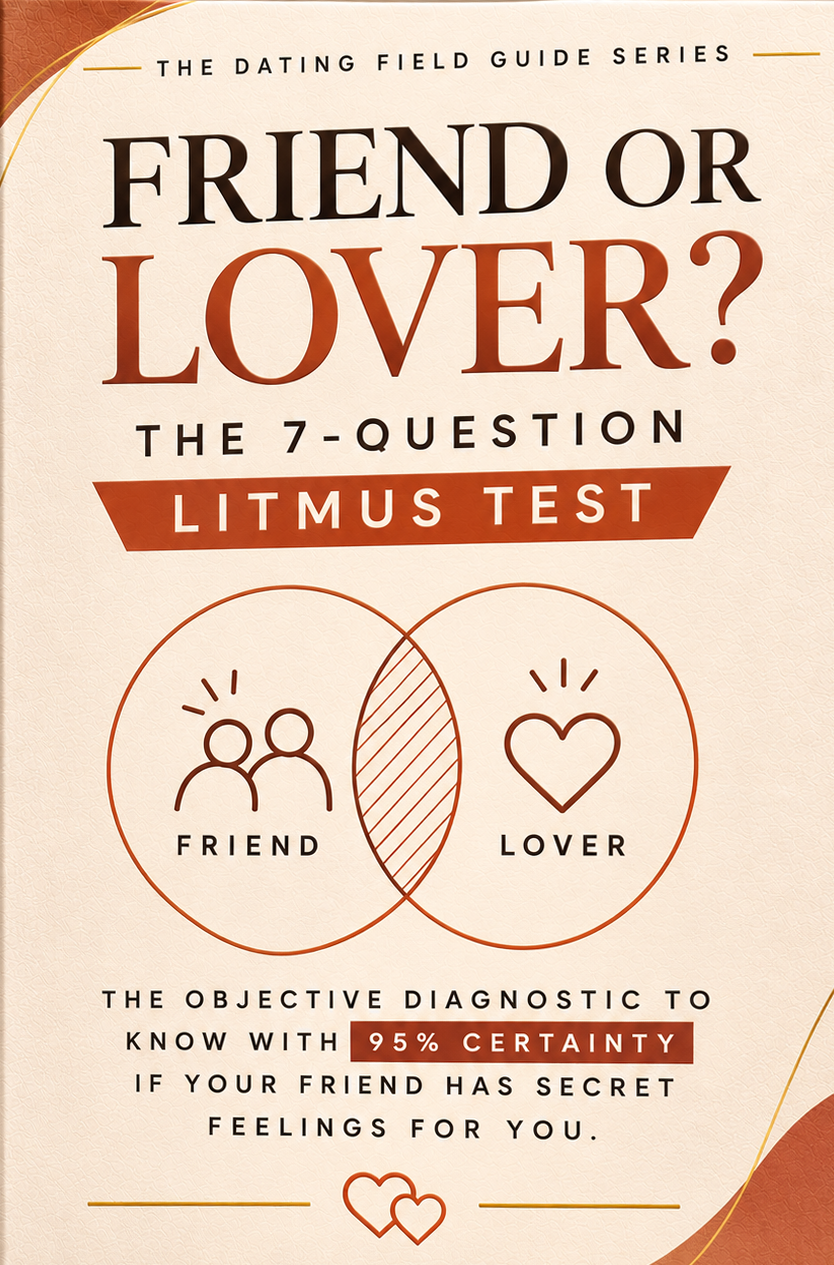 THE DATING FIELD GUIDE SERIES
FRIEND OR
LOVER?
THE 7-QUESTION
LITMUS TEST
FRIEND
LOVER
THE OBJECTIVE DIAGNOSTIC TO
KNOW WITH 95% CERTAINTY
IF YOUR FRIEND HAS SECRET
FEELINGS FOR YOU.